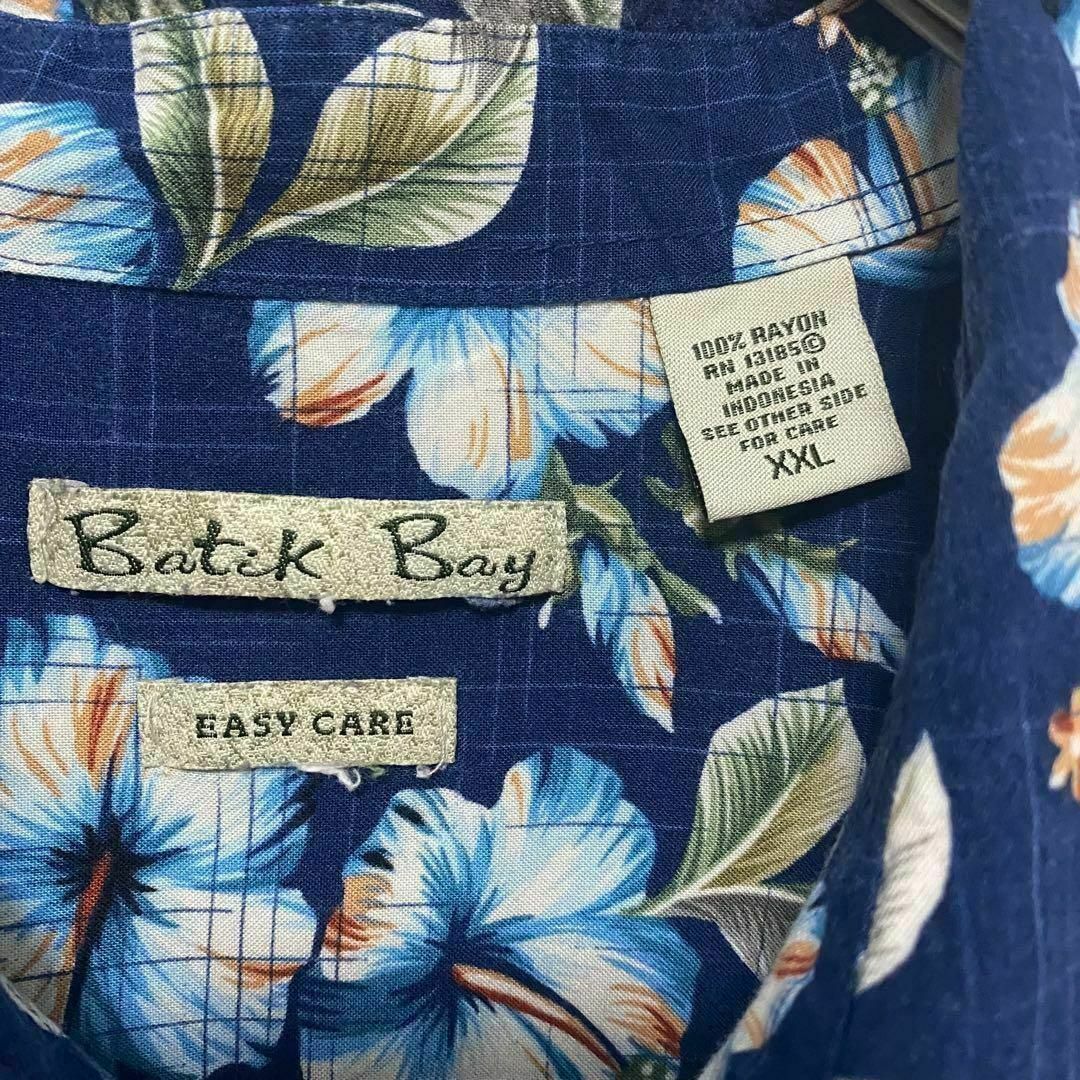 100% RAYON
RN 13185©
MADE IN
INDONESIA
SEE OTHER SIDE
FOR CARE
XXL
Batik Bay
EASY CARE